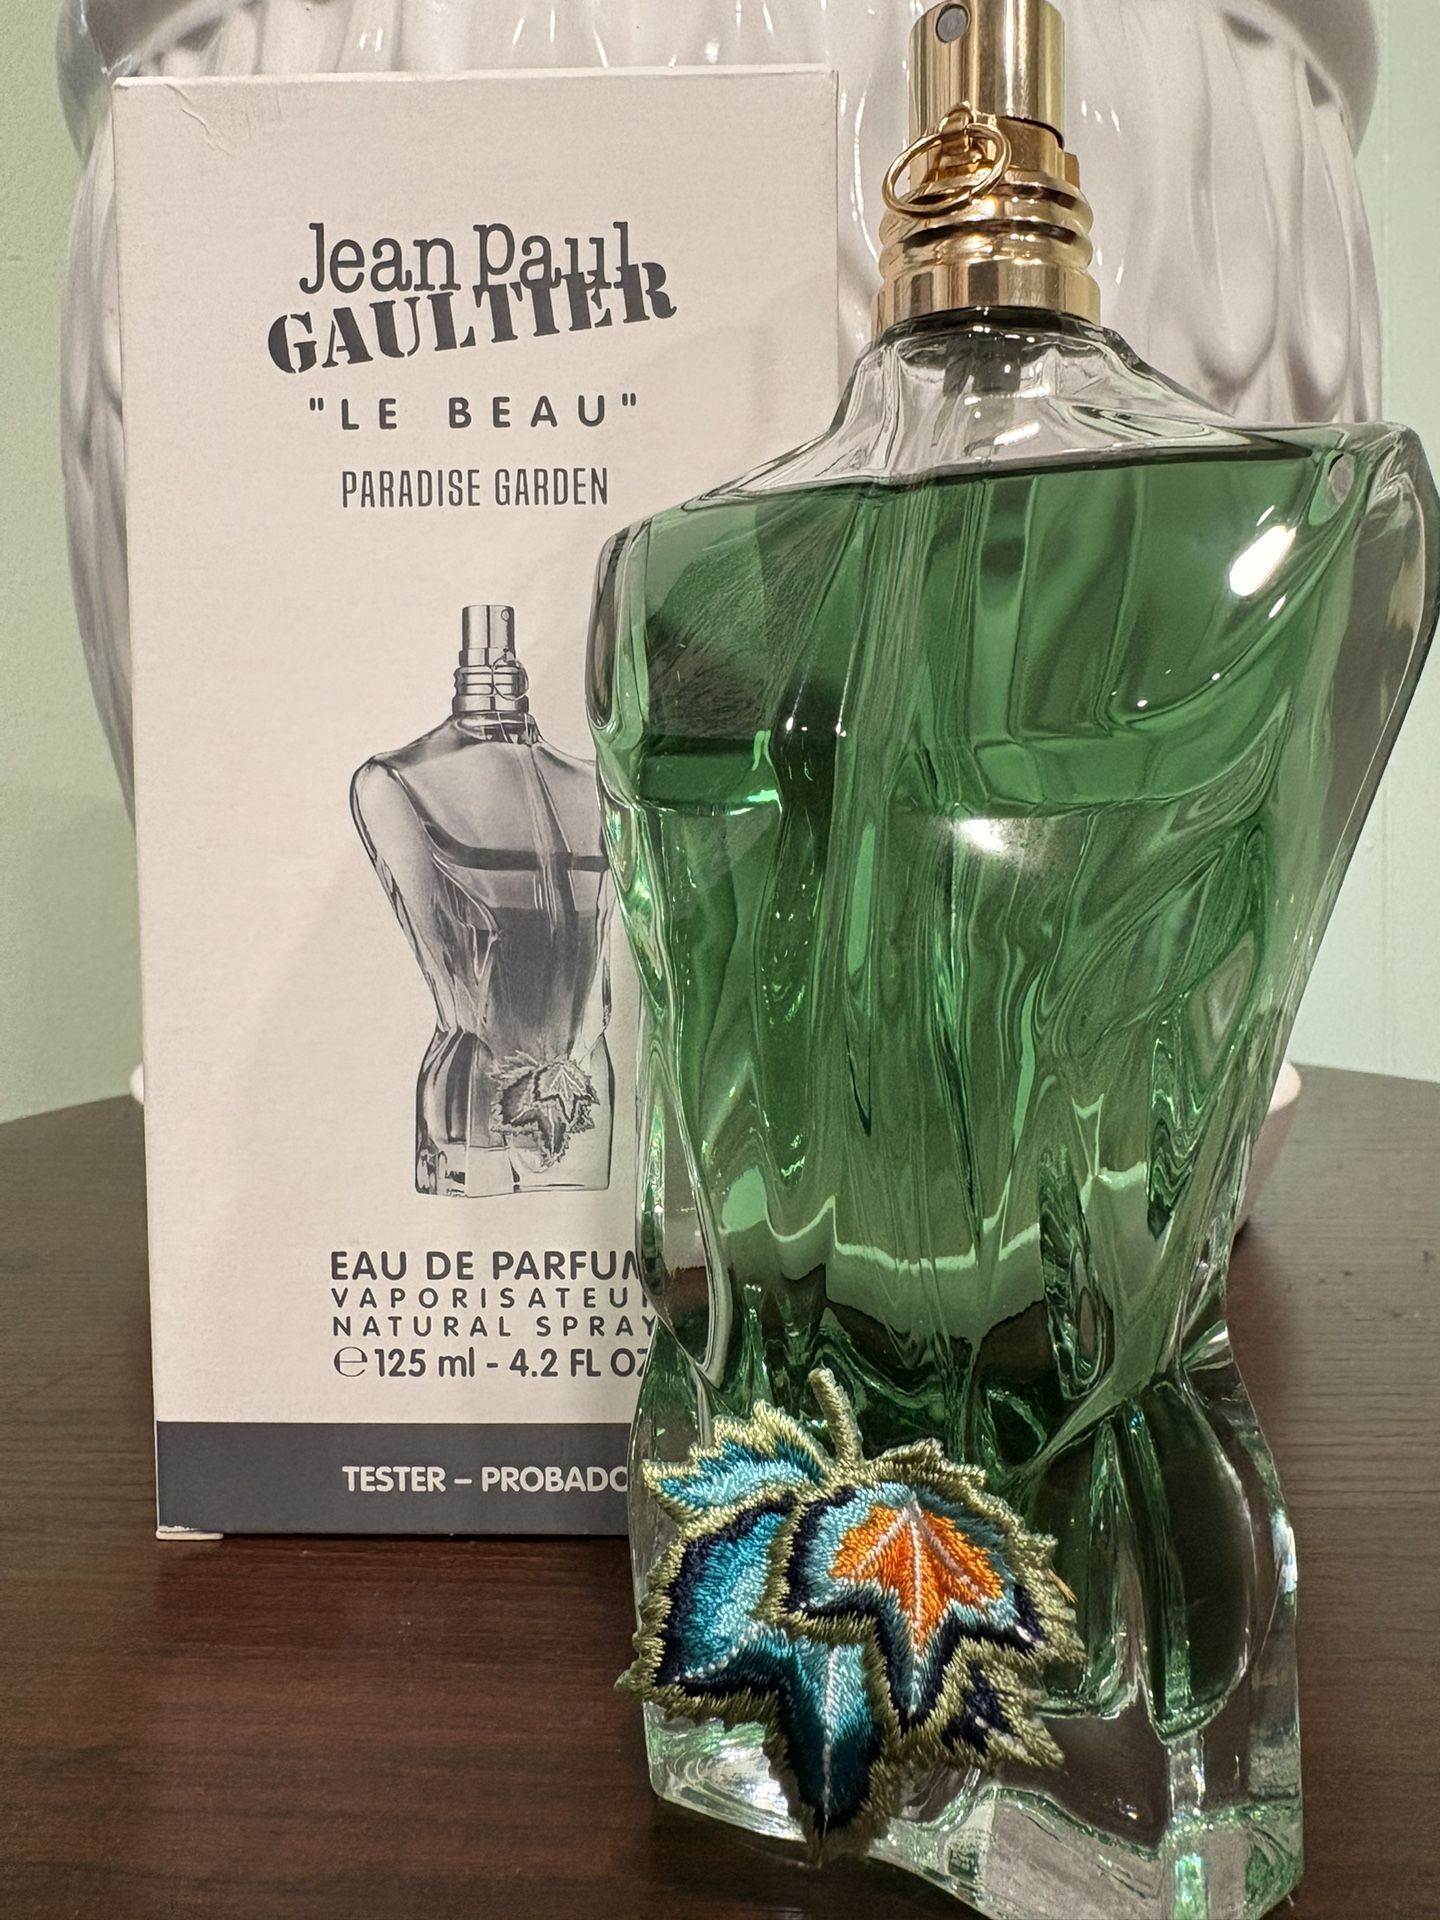 Jean Paul
GAULTIER
"LE BEAU"
PARADISE GARDEN
EAU DE PARFUM
VAPORISATEUR
NATURAL SPRAY
℮ 125 ml - 4.2 FL OZ
TESTER – PROBADO